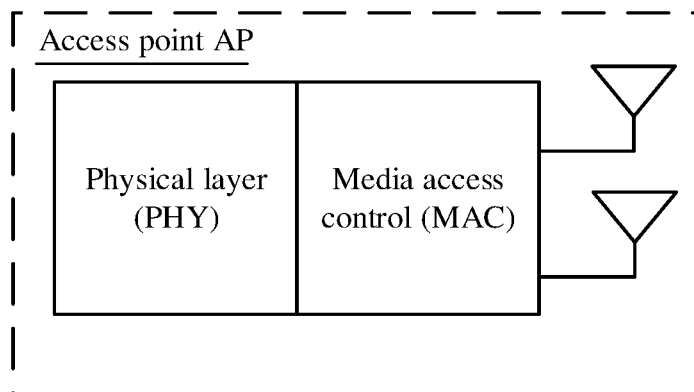 Access point AP
Physical layer
(PHY)
Media access
control (MAC)